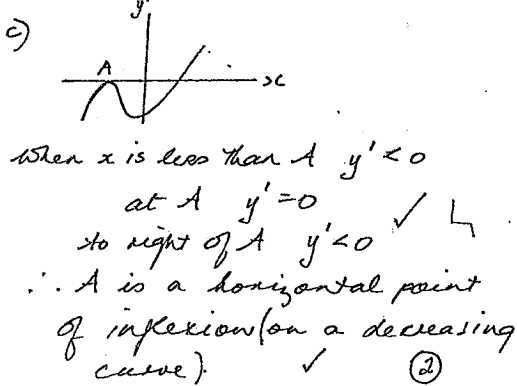 c)
y'
A
x
when x is less than A y' < 0
at A y' = 0 ✓
to right of A y' < 0
∴ A is a horizontal point
of inflexion (on a decreasing
curve). ✓ ②